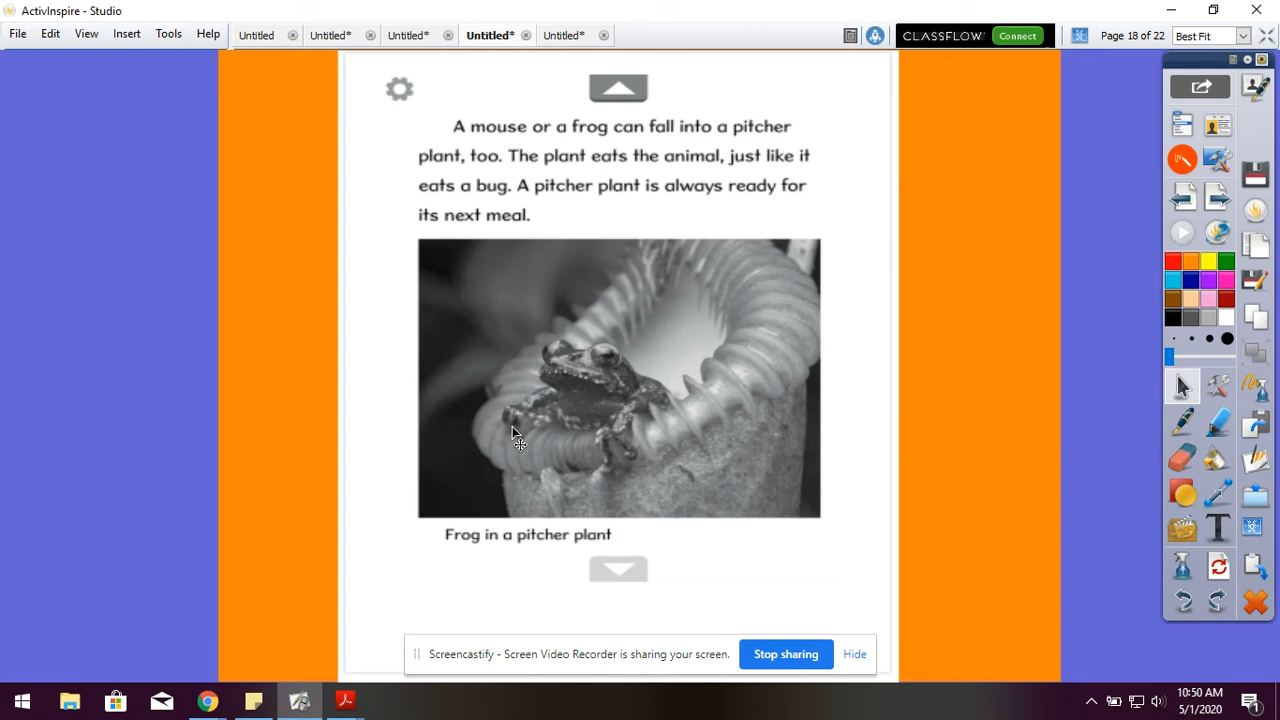 ActivInspire - Studio
File Edit View Insert Tools Help Untitled Untitled* Untitled* Untitled* Untitled* CLASSFLOW Connect Page 18 of 22 Best Fit
A mouse or a frog can fall into a pitcher
plant, too. The plant eats the animal, just like it
eats a bug. A pitcher plant is always ready for
its next meal.
Frog in a pitcher plant
Screencastify - Screen Video Recorder is sharing your screen. Stop sharing Hide
10:50 AM
5/1/2020
1